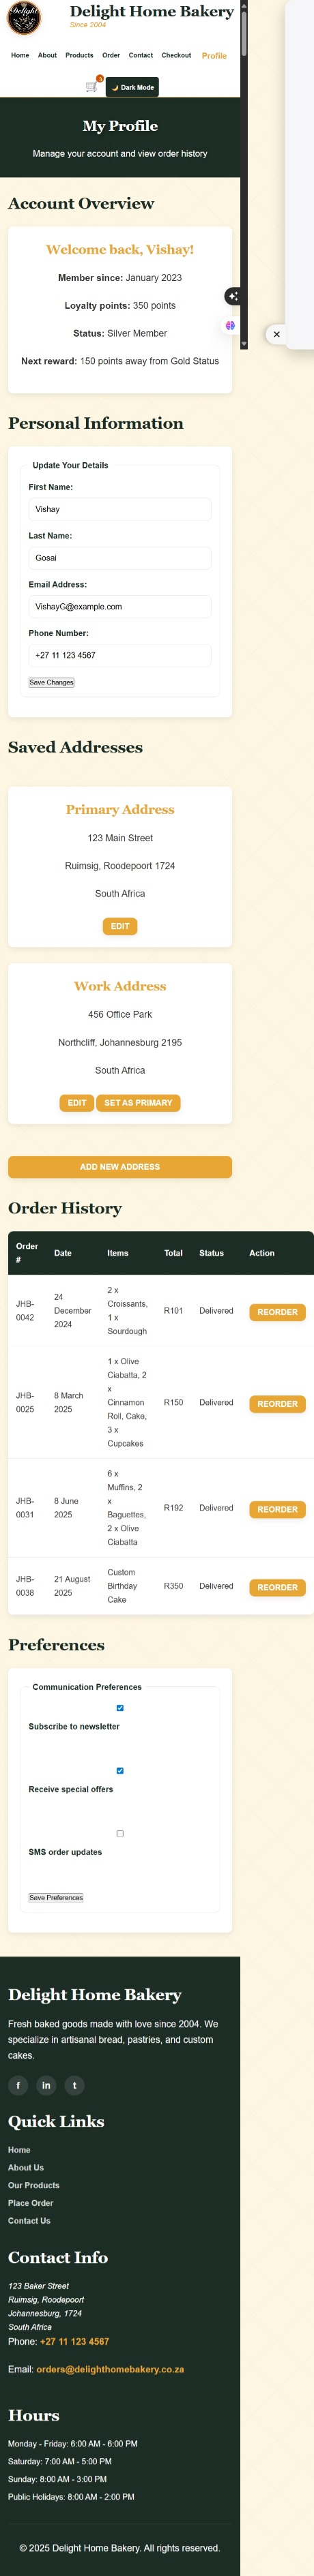 Delight
Delight Home Bakery
Since 2004
Home About Products Order Contact Checkout Profile
🌙 Dark Mode
My Profile
Manage your account and view order history
Account Overview
Welcome back, Vishay!
Member since: January 2023
Loyalty points: 350 points
Status: Silver Member
Next reward: 150 points away from Gold Status
Personal Information
Update Your Details
First Name:
Vishay
Last Name:
Gosai
Email Address:
VishayG@example.com
Phone Number:
+27 11 123 4567
Save Changes
Saved Addresses
Primary Address
123 Main Street
Ruimsig, Roodepoort 1724
South Africa
EDIT
Work Address
456 Office Park
Northcliff, Johannesburg 2195
South Africa
EDIT SET AS PRIMARY
ADD NEW ADDRESS
Order History
Order
# Date Items Total Status Action
JHB-
0042
24
December
2024
2 x
Croissants,
1 x
Sourdough
R101 Delivered REORDER
JHB-
0025
8 March
2025
1 x Olive
Ciabatta, 2
x
Cinnamon
Roll, Cake,
3 x
Cupcakes
R150 Delivered REORDER
JHB-
0031
8 June
2025
6 x
Muffins, 2
x
Baguettes,
2 x Olive
Ciabatta
R192 Delivered REORDER
JHB-
0038
21 August
2025
Custom
Birthday
Cake
R350 Delivered REORDER
Preferences
Communication Preferences
Subscribe to newsletter
Receive special offers
SMS order updates
Save Preferences
Delight Home Bakery
Fresh baked goods made with love since 2004. We
specialize in artisanal bread, pastries, and custom
cakes.
f In t
Quick Links
Home
About Us
Our Products
Place Order
Contact Us
Contact Info
123 Baker Street
Ruimsig, Roodepoort
Johannesburg, 1724
South Africa
Phone: +27 11 123 4567
Email: orders@delighthomebakery.co.za
Hours
Monday - Friday: 6:00 AM - 6:00 PM
Saturday: 7:00 AM - 5:00 PM
Sunday: 8:00 AM - 3:00 PM
Public Holidays: 8:00 AM - 2:00 PM
© 2025 Delight Home Bakery. All rights reserved.